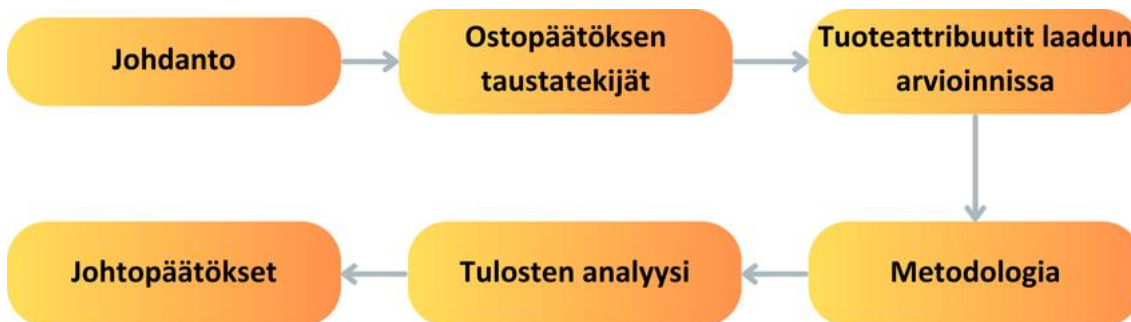 Johdanto
Ostopäätöksen
taustatekijät
Tuoteattribuutit laadun
arvioinnissa
Metodologia
Tulosten analyysi
Johtopäätökset